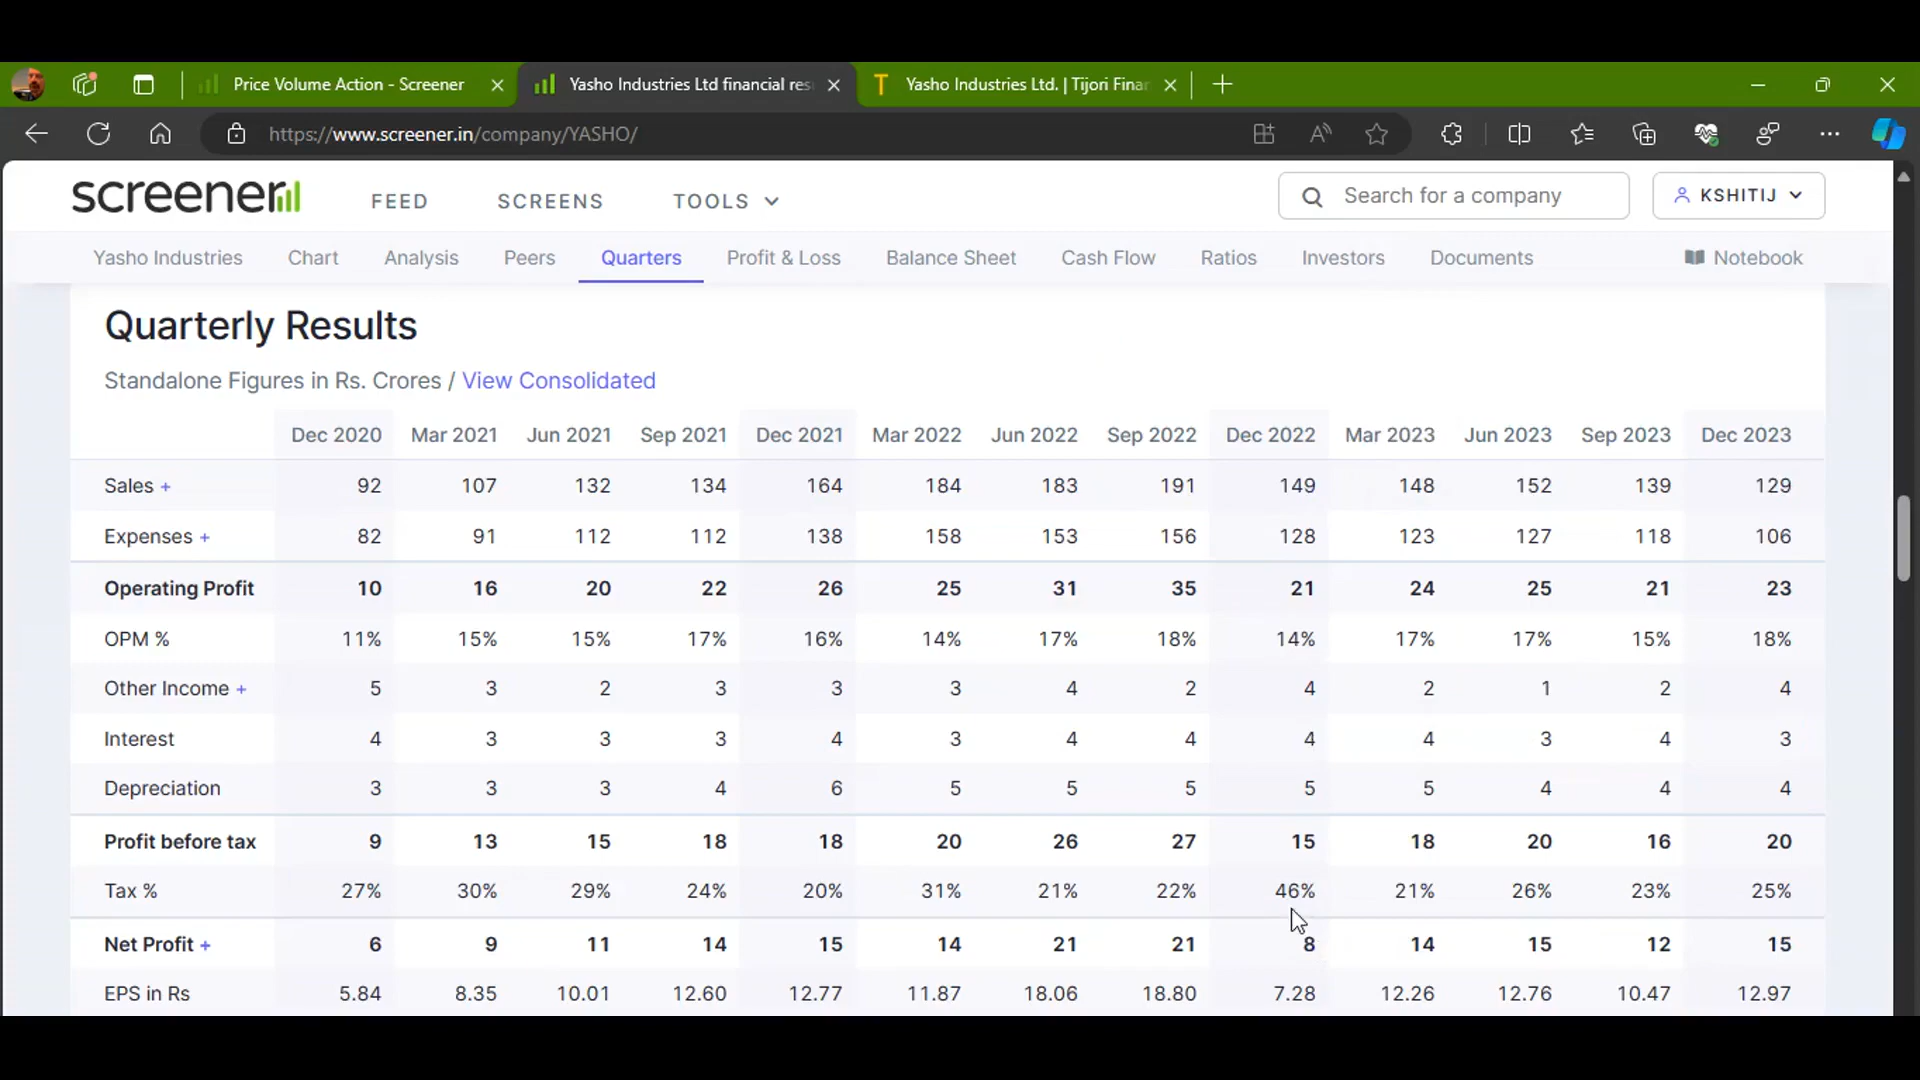 Price Volume Action - Screener
Yasho Industries Ltd financial res
Yasho Industries Ltd. | Tijori Finar
https://www.screener.in/company/YASHO/
screener FEED SCREENS TOOLS Search for a company KSHITIJ
Yasho Industries Chart Analysis Peers Quarters Profit & Loss Balance Sheet Cash Flow Ratios Investors Documents Notebook
Quarterly Results
Standalone Figures in Rs. Crores / View Consolidated
Dec 2020 Mar 2021 Jun 2021 Sep 2021 Dec 2021 Mar 2022 Jun 2022 Sep 2022 Dec 2022 Mar 2023 Jun 2023 Sep 2023 Dec 2023
Sales + 92 107 132 134 164 184 183 191 149 148 152 139 129
Expenses + 82 91 112 112 138 158 153 156 128 123 127 118 106
Operating Profit 10 16 20 22 26 25 31 35 21 24 25 21 23
OPM % 11% 15% 15% 17% 16% 14% 17% 18% 14% 17% 17% 15% 18%
Other Income + 5 3 2 3 3 3 4 2 4 2 1 2 4
Interest 4 3 3 3 4 3 4 4 4 4 3 4 3
Depreciation 3 3 3 4 6 5 5 5 5 5 4 4 4
Profit before tax 9 13 15 18 18 20 26 27 15 18 20 16 20
Tax % 27% 30% 29% 24% 20% 31% 21% 22% 46% 21% 26% 23% 25%
Net Profit + 6 9 11 14 15 14 21 21 8 14 15 12 15
EPS in Rs 5.84 8.35 10.01 12.60 12.77 11.87 18.06 18.80 7.28 12.26 12.76 10.47 12.97